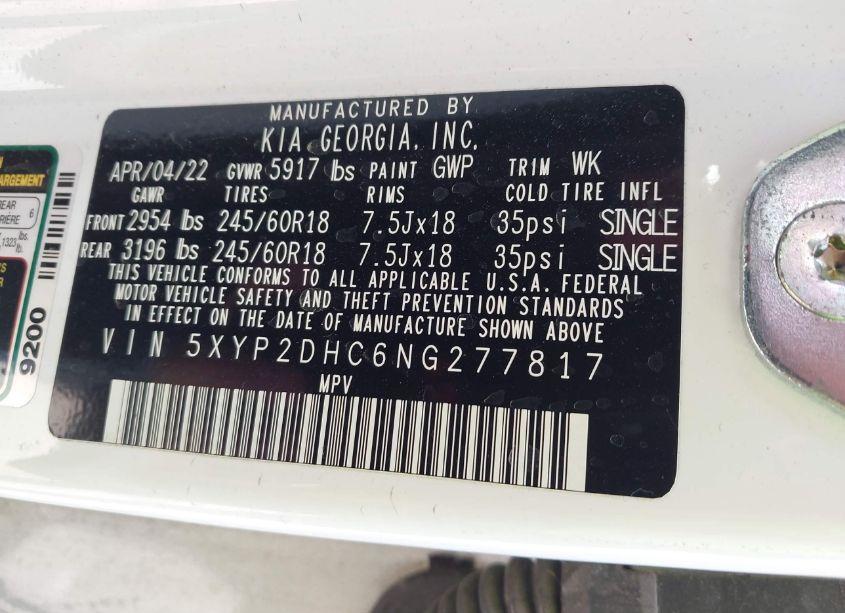 MANUFACTURED BY
KIA GEORGIA, INC.
APR/04/22 GVWR 5917 lbs PAINT GWP TRIM WK
GAWR TIRES RIMS COLD TIRE INFL
FRONT 2954 lbs 245/60R18 7.5Jx18 35psi SINGLE
REAR 3196 lbs 245/60R18 7.5Jx18 35psi SINGLE
THIS VEHICLE CONFORMS TO ALL APPLICABLE U.S.A. FEDERAL
MOTOR VEHICLE SAFETY AND THEFT PREVENTION STANDARDS
IN EFFECT ON THE DATE OF MANUFACTURE SHOWN ABOVE
VIN 5XYP2DHC6NG277817
MPV
6
1323
9200